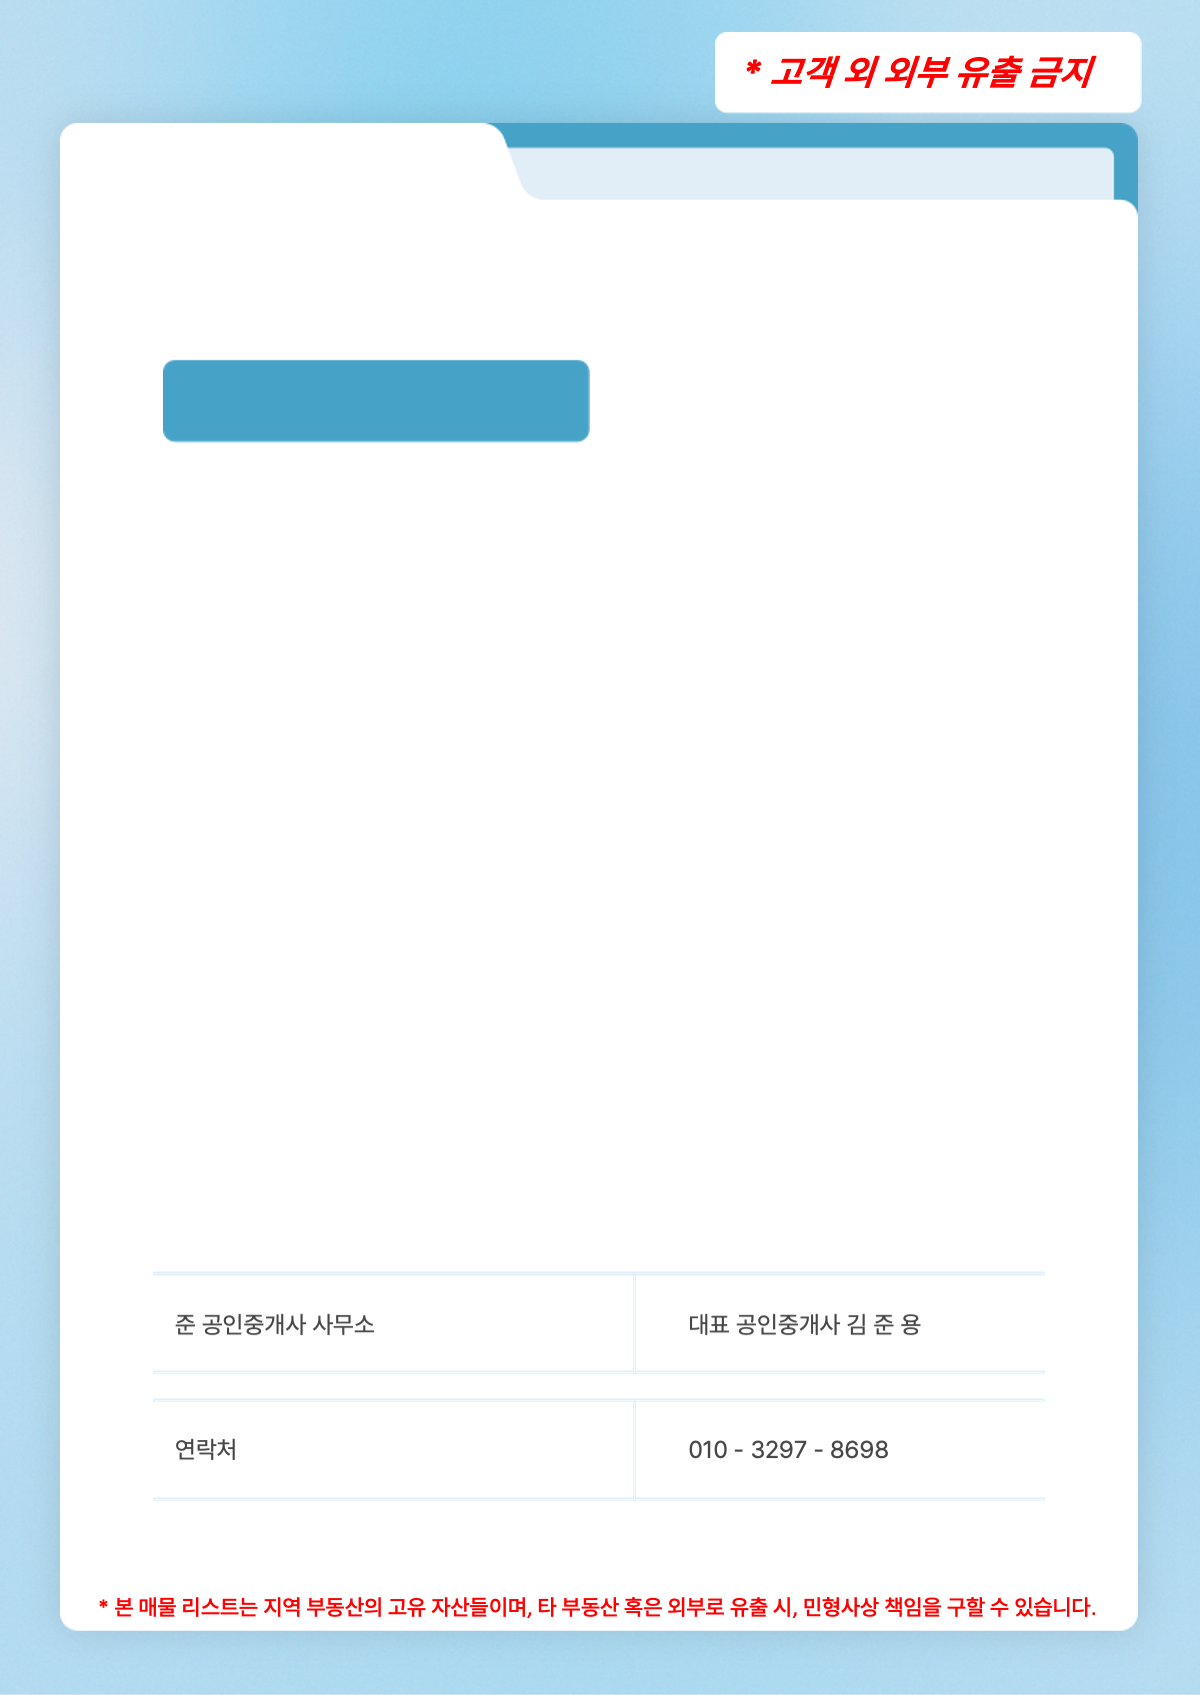 * 고객 외 외부 유출 금지
준 공인중개사 사무소
대표 공인중개사 김 준 용
연락처
010 - 3297 - 8698
* 본 매물 리스트는 지역 부동산의 고유 자산들이며, 타 부동산 혹은 외부로 유출 시, 민형사상 책임을 구할 수 있습니다.